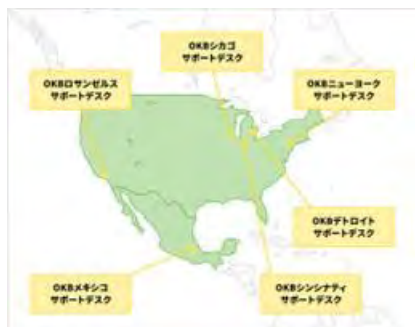 OKBシカゴ
サポートデスク
OKBロサンゼルス
サポートデスク
OKBニューヨーク
サポートデスク
OKBデトロイト
サポートデスク
OKBメキシコ
サポートデスク
OKBシンシナティ
サポートデスク